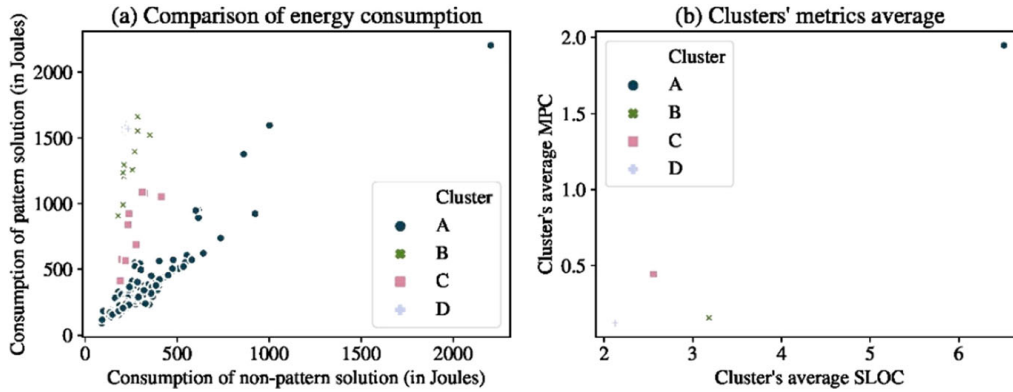 (a) Comparison of energy consumption
Consumption of pattern solution (in Joules)
2000
1500
1000
500
0
Cluster
A
B
C
D
0
500
1000
1500
2000
Consumption of non-pattern solution (in Joules)
(b) Clusters' metrics average
Cluster's average MPC
2.0
1.5
1.0
0.5
Cluster
A
B
C
D
2
3
4
5
6
Cluster's average SLOC